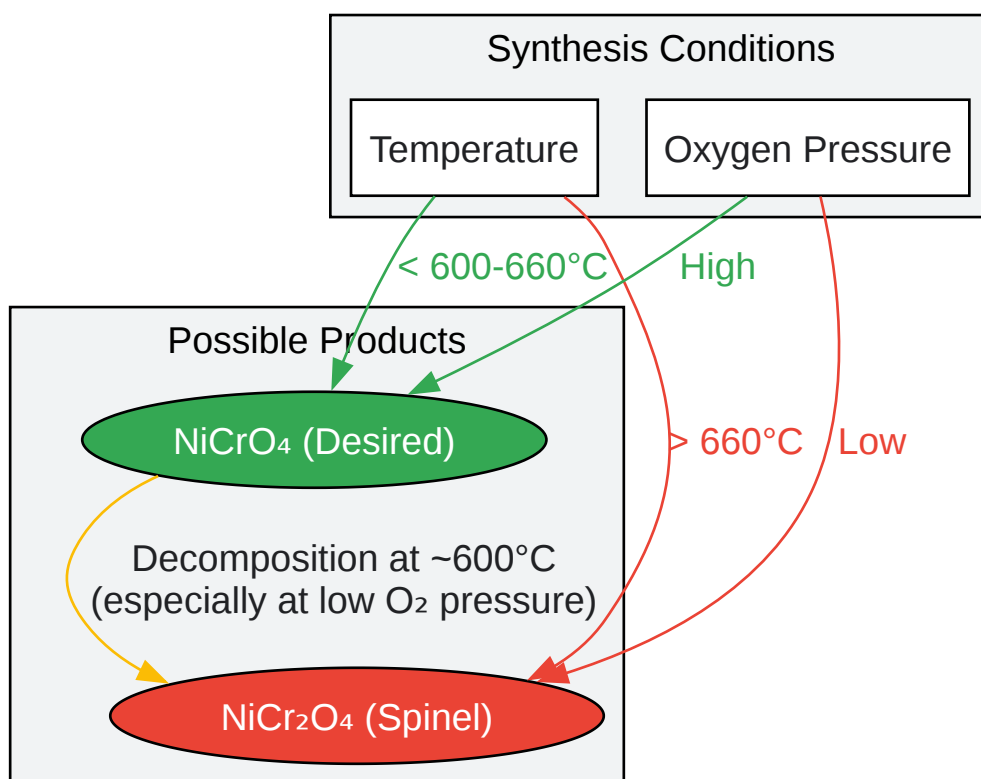 Synthesis Conditions
Temperature
Oxygen Pressure
< 600-660°C
High
Possible Products
NiCrO₄ (Desired)
> 660°C
Low
Decomposition at ~600°C
(especially at low O₂ pressure)
NiCr₂O₄ (Spinel)